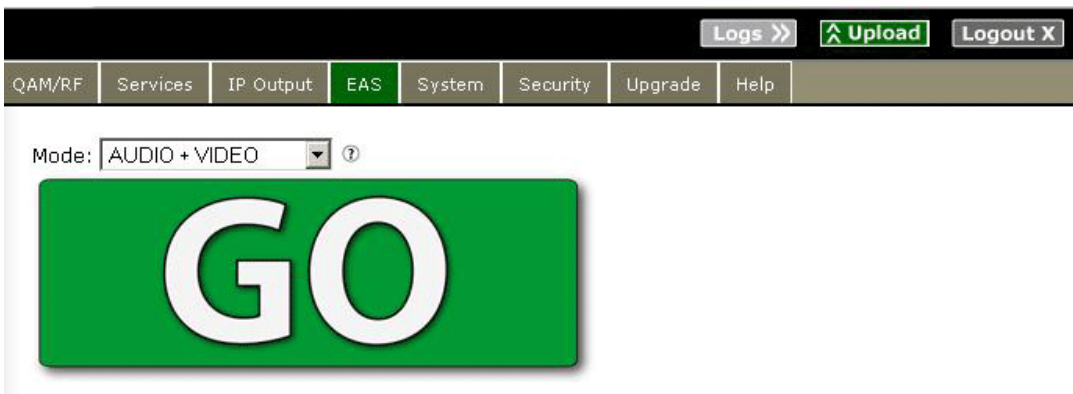 Logs >> Upload Logout X
QAM/RF Services IP Output EAS System Security Upgrade Help
Mode: AUDIO + VIDEO ?
GO